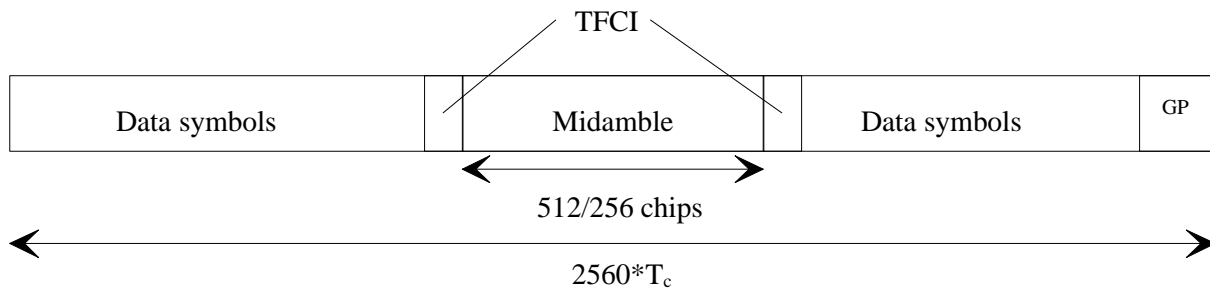 TFCI
Data symbols
Midamble
Data symbols
GP
512/256 chips
2560*Tc